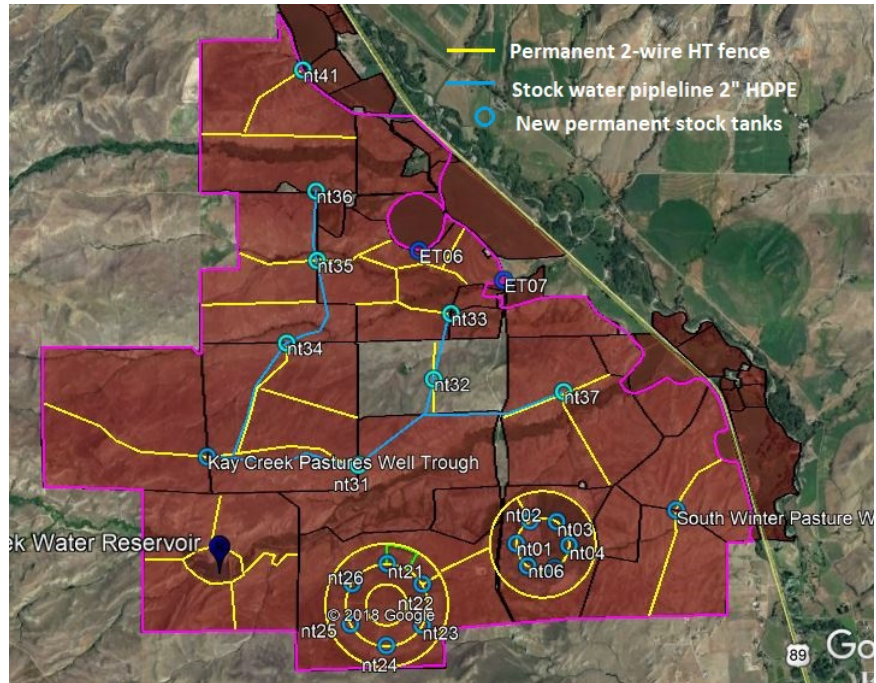 Permanent 2-wire HT fence
Stock water pipleline 2" HDPE
New permanent stock tanks
nt41
nt36
nt35
ET06
ET07
nt33
nt34
nt32
nt37
Kay Creek Pastures Well Trough
nt31
South Winter Pasture W
nt02
nt03
ek Water Reservoir
nt01
nt04
nt06
nt21
nt26
nt22
© 2018 Google
nt25
nt23
nt24
89
Go